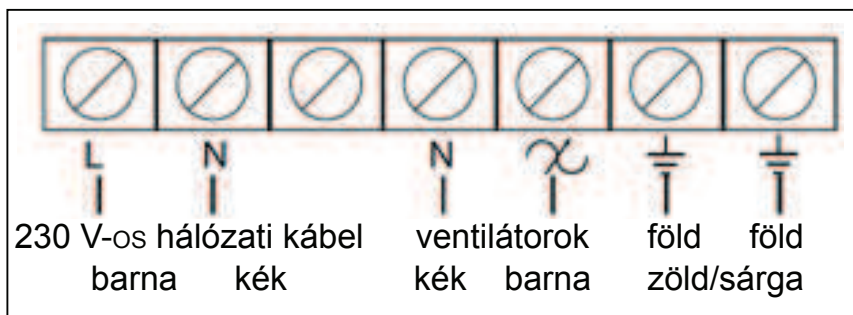 L N N
230 V-os hálózati kábel ventilátorok föld föld
barna kék kék barna zöld/sárga